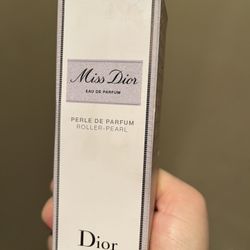 Miss Dior
EAU DE PARFUM
PERLE DE PARFUM
ROLLER-PEARL
Dior